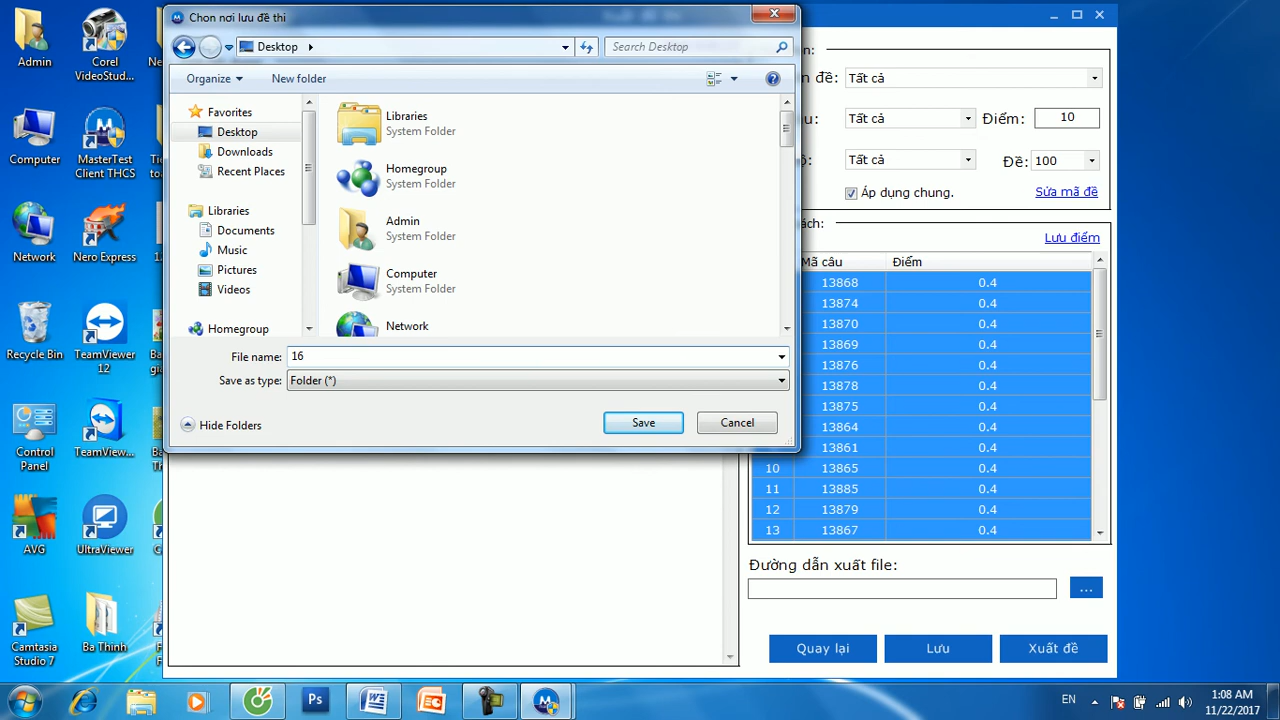 Chon nơi lưu đề thi
Desktop
Search Desktop
Organize
New folder
Favorites
Desktop
Downloads
Recent Places
Libraries
Documents
Music
Pictures
Videos
Homegroup
Libraries
System Folder
Homegroup
System Folder
Admin
System Folder
Computer
System Folder
Network
File name: 16
Save as type: Folder (*)
Hide Folders
Save
Cancel
Tất cả
Tất cả
Điểm: 10
Tất cả
Đề: 100
Áp dụng chung.
Sửa mã đề
Lưu điểm
Mã câu Điểm
13868 0.4
13874 0.4
13870 0.4
13869 0.4
13876 0.4
13878 0.4
13875 0.4
13864 0.4
13861 0.4
10 13865 0.4
11 13885 0.4
12 13879 0.4
13 13867 0.4
Đường dẫn xuất file:
...
Quay lại
Lưu
Xuất đề
Admin
Corel
VideoStud...
Computer
MasterTest
Client THCS
Network
Nero Express
Recycle Bin
TeamViewer
12
Control
Panel
TeamView...
AVG
UltraViewer
Camtasia
Studio 7
Ba Thinh
Ps
EN
1:08 AM
11/22/2017